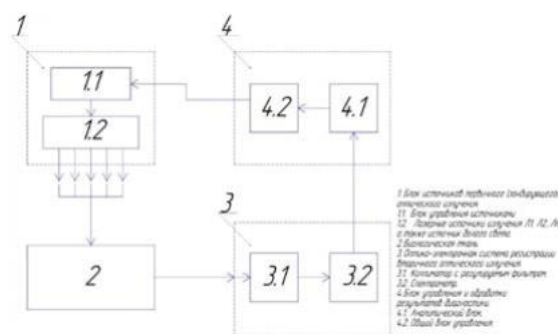 1
4
1.1
4.2
4.1
1.2
3
2
3.1
3.2
1 Блок источников первичного (зондирующего)
оптического излучения
1.1. Блок управления источниками
1.2. Лазерные источники излучения Л1, Л2,
а также источник белого света
2 Биологическая ткань
3 Оптико-электронная система регистрации
вторичного оптического излучения
3.1. Коллиматор с регулируемым фильтром
3.2. Спектрометр
4 Блок управления и обработки
результатов диагностики
4.1. Аналитический блок
4.2. Общий блок управления